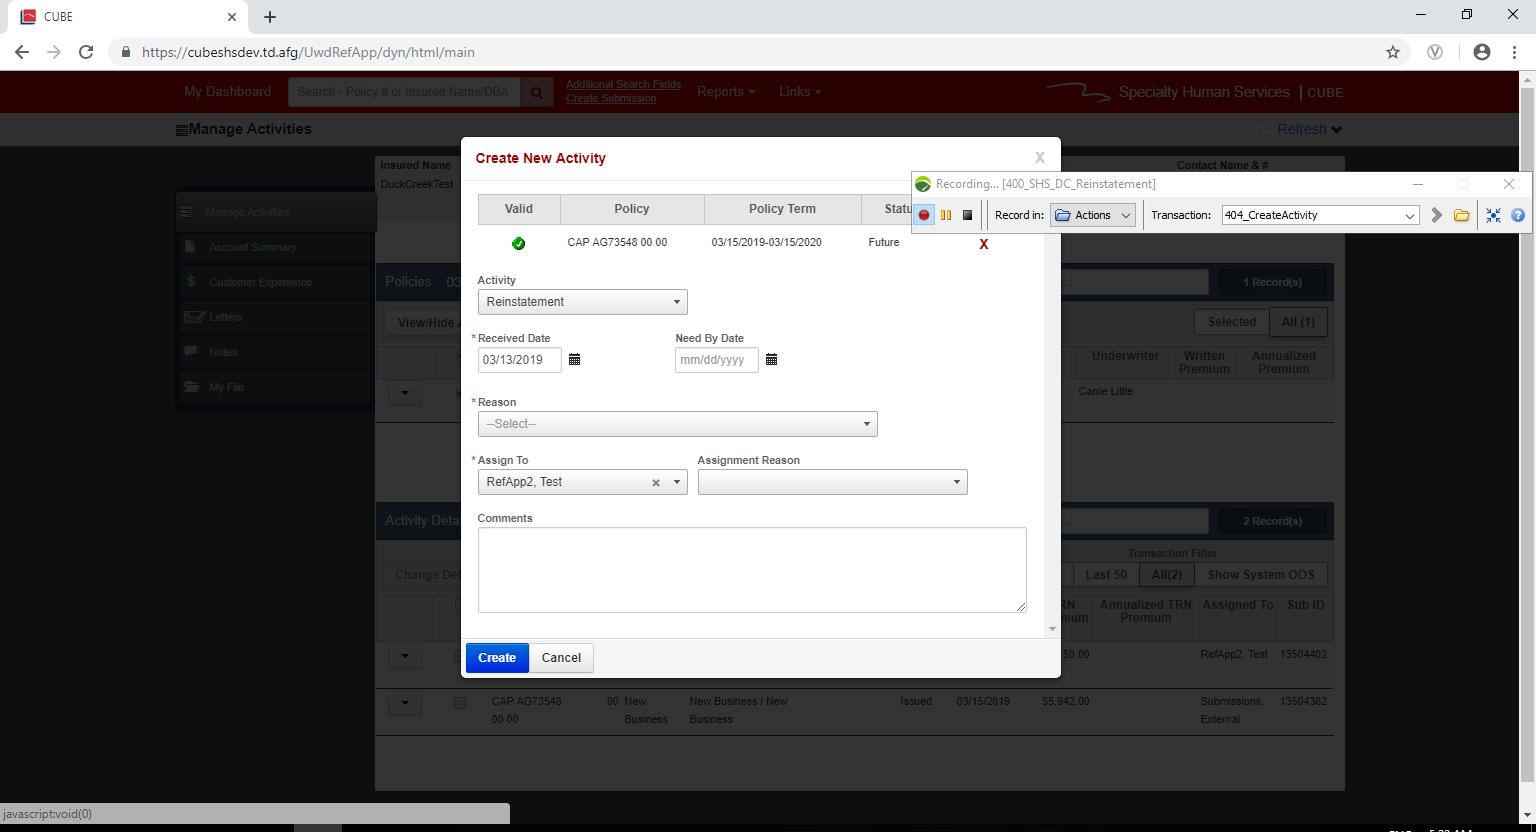 CUBE
https://cubeshsdev.td.afg/UwdRefApp/dyn/html/main
My Dashboard
Search - Policy # or Insured Name/DBA
Additional Search Fields
Create Submission
Reports
Links
Specialty Human Services | CUBE
Manage Activities
Refresh
Insured Name
Contact Name & #
DuckCreekTest
Manage Activities
Account Summary
Customer Experience
Letters
Notes
My File
Create New Activity
X
Recording... [400_SHS_DC_Reinstatement]
Record in:
Actions
Transaction:
404_CreateActivity
Valid
Policy
Policy Term
CAP AG73548 00 00
03/15/2019-03/15/2020
Future
X
Policies
1 Record(s)
Activity
Reinstatement
View/Hide
Selected
All (1)
* Received Date
Need By Date
03/13/2019
mm/dd/yyyy
Underwriter
Written Premium
Annualized Premium
Carrie Little
* Reason
--Select--
* Assign To
Assignment Reason
RefApp2, Test
Comments
2 Record(s)
Transaction Filter
Last 50
All(2)
Show System OOS
Annualized TRN Premium
Assigned To
Sub ID
RefApp2, Test
13504402
Create
Cancel
CAP AG73548 00 00
00
New Business
New Business / New Business
Issued
03/15/2019
$5,942.00
Submissions, External
13504382
javascript:void(0)